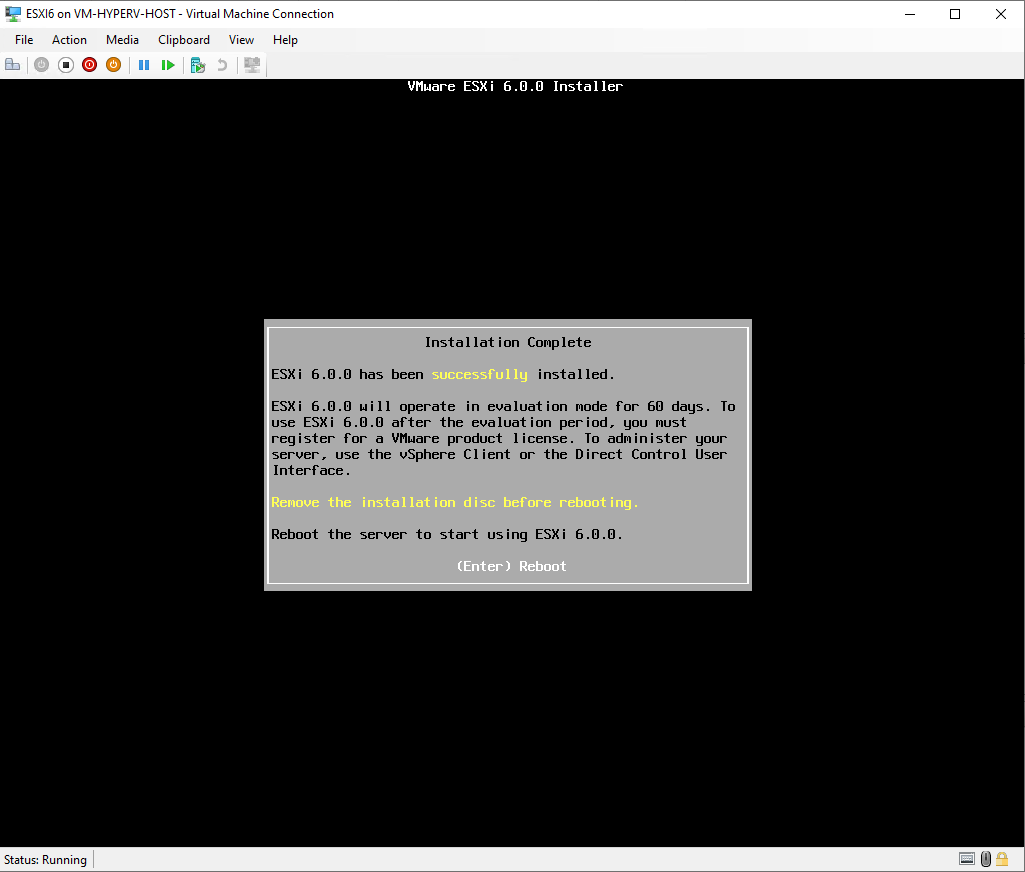 ESXI6 on VM-HYPERV-HOST - Virtual Machine Connection
File Action Media Clipboard View Help
VMware ESXi 6.0.0 Installer
Installation Complete
ESXi 6.0.0 has been successfully installed.
ESXi 6.0.0 will operate in evaluation mode for 60 days. To
use ESXi 6.0.0 after the evaluation period, you must
register for a VMware product license. To administer your
server, use the vSphere Client or the Direct Control User
Interface.
Remove the installation disc before rebooting.
Reboot the server to start using ESXi 6.0.0.
(Enter) Reboot
Status: Running